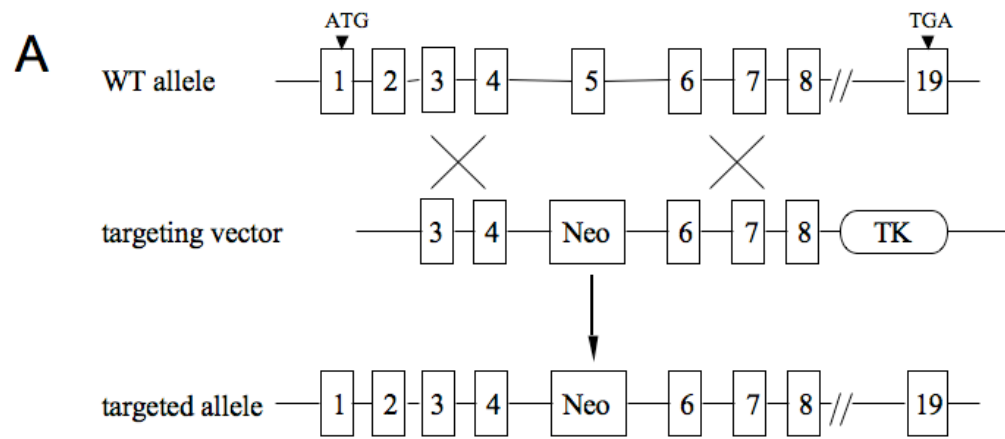 A
ATG TGA
WT allele 1 2 3 4 5 6 7 8 // 19
targeting vector 3 4 Neo 6 7 8 TK
targeted allele 1 2 3 4 Neo 6 7 8 // 19